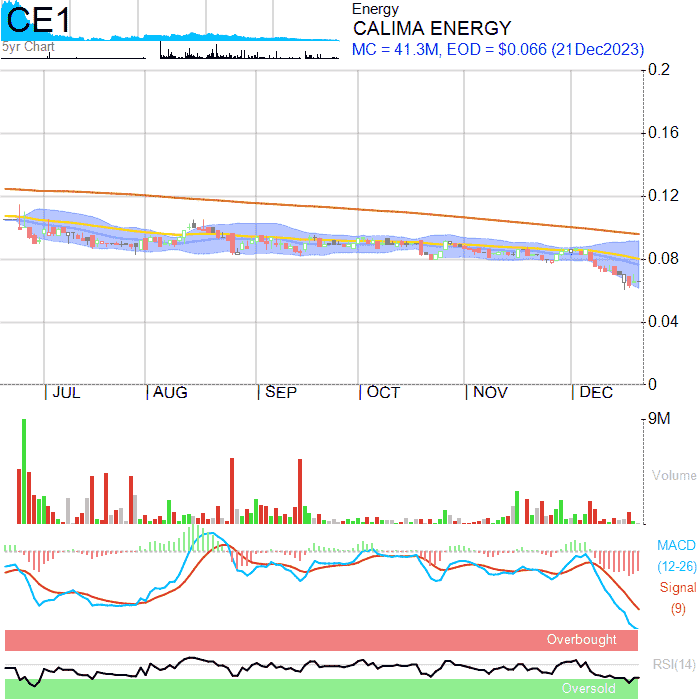 CE1
5yr Chart
Energy
CALIMA ENERGY
MC = 41.3M, EOD = $0.066 (21Dec2023)
0.2
0.16
0.12
0.08
0.04
0
JUL AUG SEP OCT NOV DEC
9M
Volume
MACD
(12-26)
Signal
(9)
Overbought
RSI(14)
Oversold